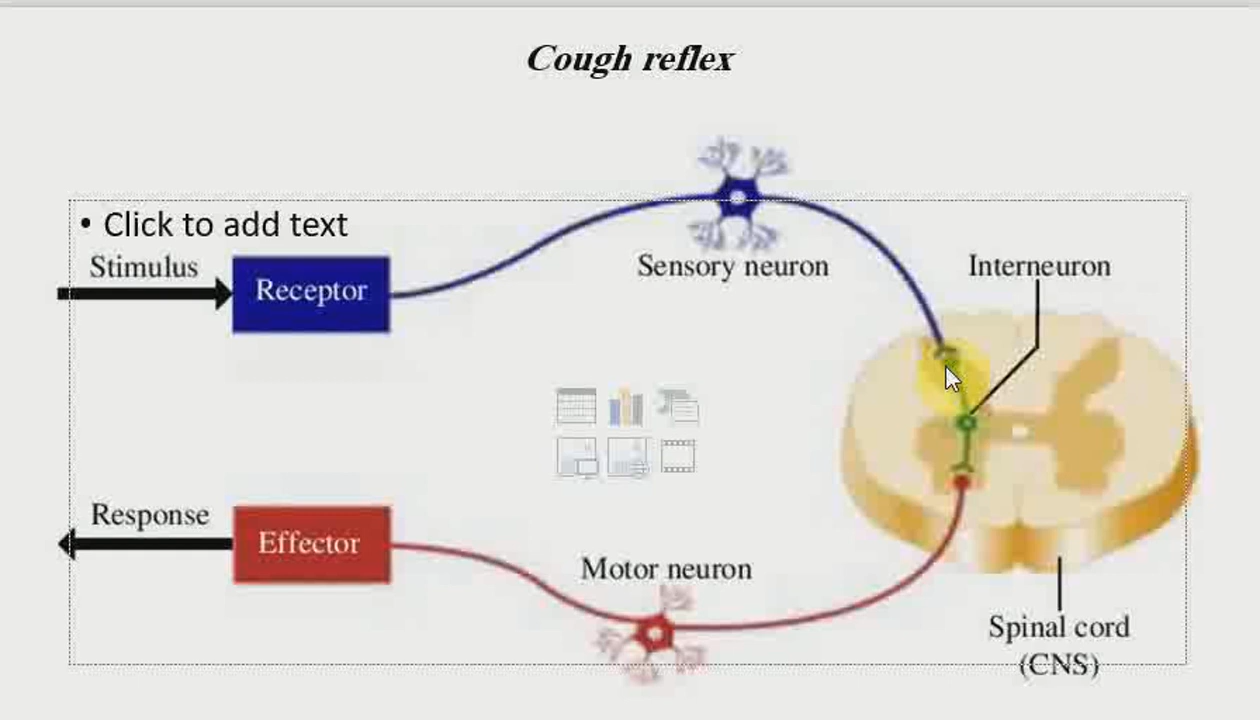 Cough reflex
• Click to add text
Stimulus
Receptor
Sensory neuron
Interneuron
Response
Effector
Motor neuron
Spinal cord
(CNS)